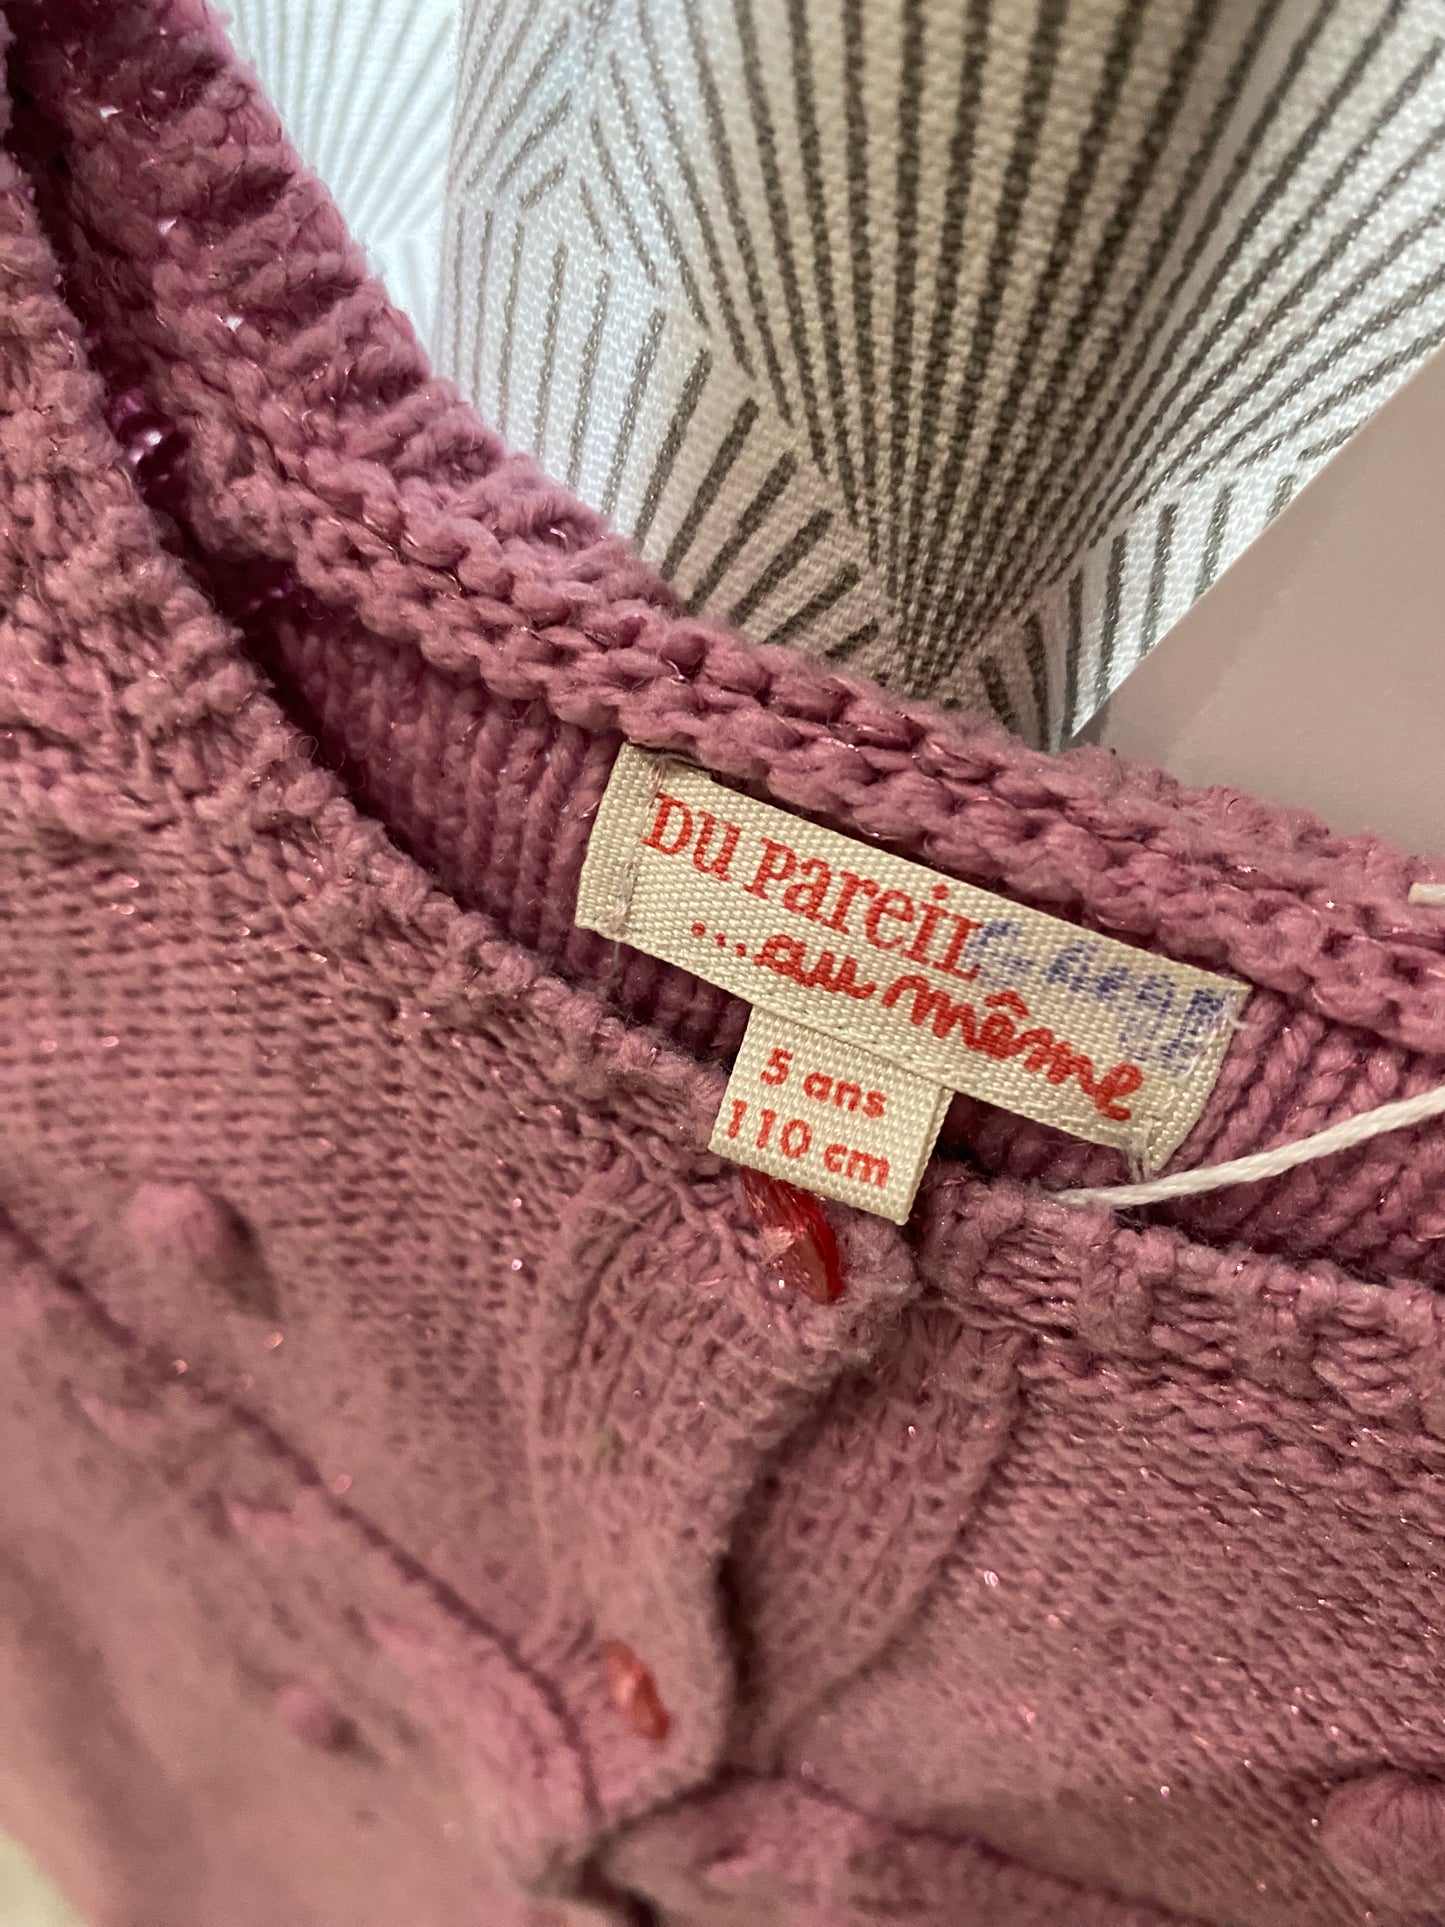 DU PareiL
...au même
5 ans
110 cm